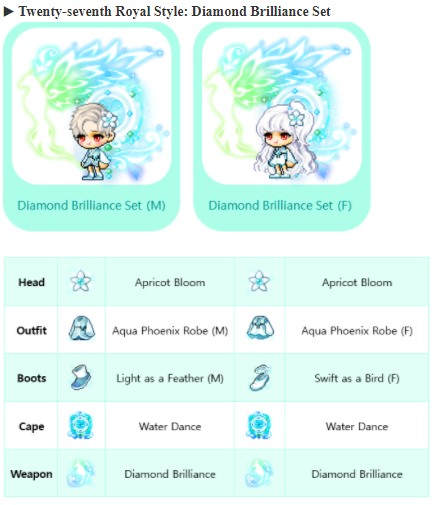 ► Twenty-seventh Royal Style: Diamond Brilliance Set
Diamond Brilliance Set (M) Diamond Brilliance Set (F)
Head Apricot Bloom Apricot Bloom
Outfit Aqua Phoenix Robe (M) Aqua Phoenix Robe (F)
Boots Light as a Feather (M) Swift as a Bird (F)
Cape Water Dance Water Dance
Weapon Diamond Brilliance Diamond Brilliance